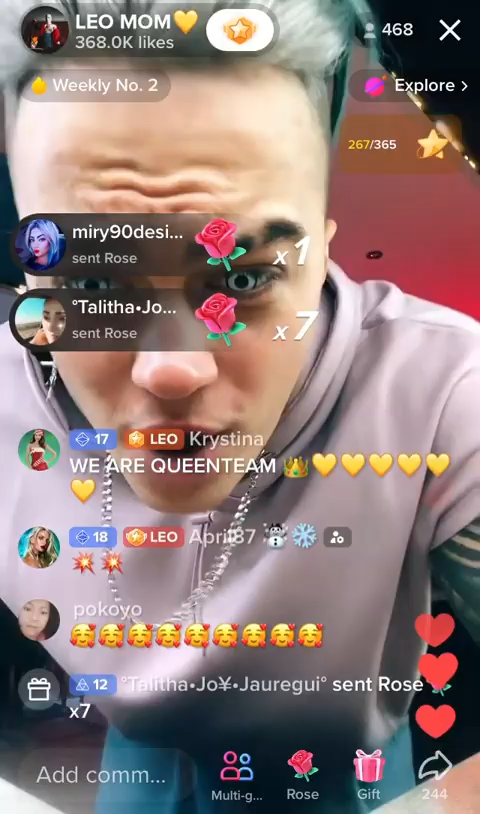 LEO MOM💛
368.0K likes
468
Weekly No. 2
Explore >
267/365
miry90desi...
sent Rose
x1
°Talitha•Jo...
sent Rose
x7
17 LEO Krystina
WE ARE QUEENTEAM 👑💛💛💛💛💛
💛
18 LEO April87 ☃️❄️
💥💥
pokoyo
🥰🥰🥰🥰🥰🥰🥰🥰🥰
12 °Talitha•Jo¥•Jauregui° sent Rose
x7
Add comm...
Multi-g...
Rose
Gift
244